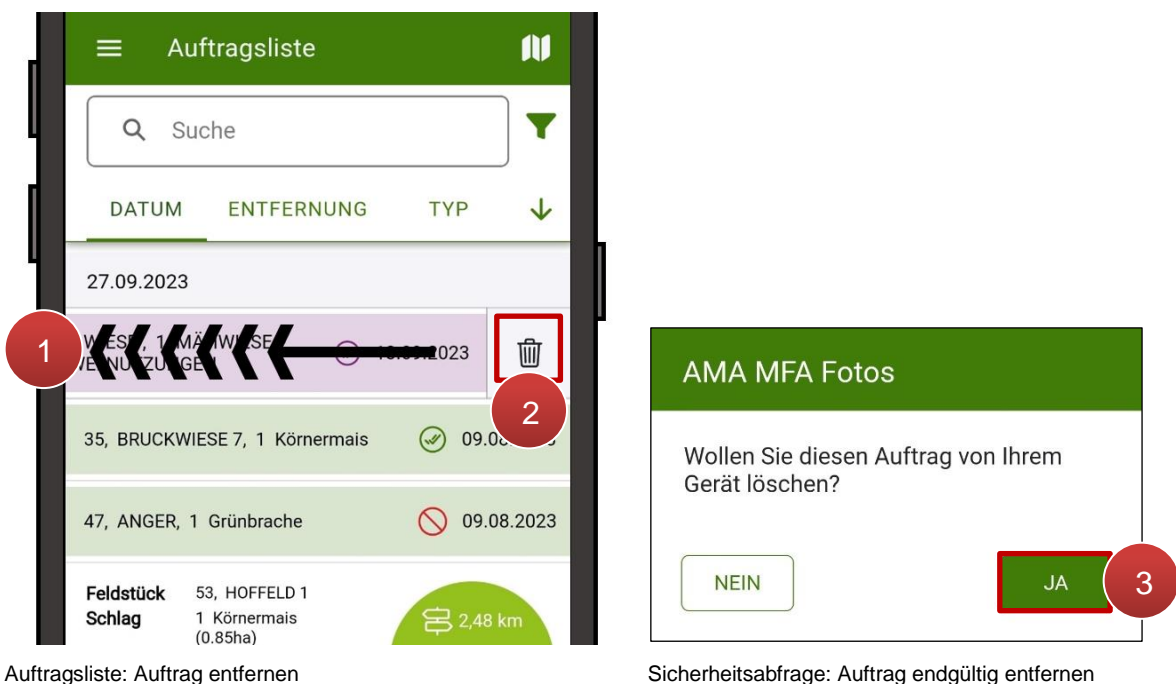 Auftragsliste
Suche
DATUM ENTFERNUNG TYP
27.09.2023
1
2
35, BRUCKWIESE 7, 1 Körnermais
47, ANGER, 1 Grünbrache 09.08.2023
Feldstück 53, HOFFELD 1
Schlag 1 Körnermais
(0.85ha)
2,48 km
AMA MFA Fotos
Wollen Sie diesen Auftrag von Ihrem
Gerät löschen?
NEIN JA 3
Auftragsliste: Auftrag entfernen
Sicherheitsabfrage: Auftrag endgültig entfernen